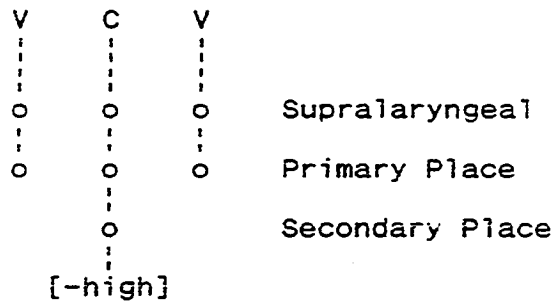 V C V
o o o Supralaryngeal
o o o Primary Place
o Secondary Place
[-high]